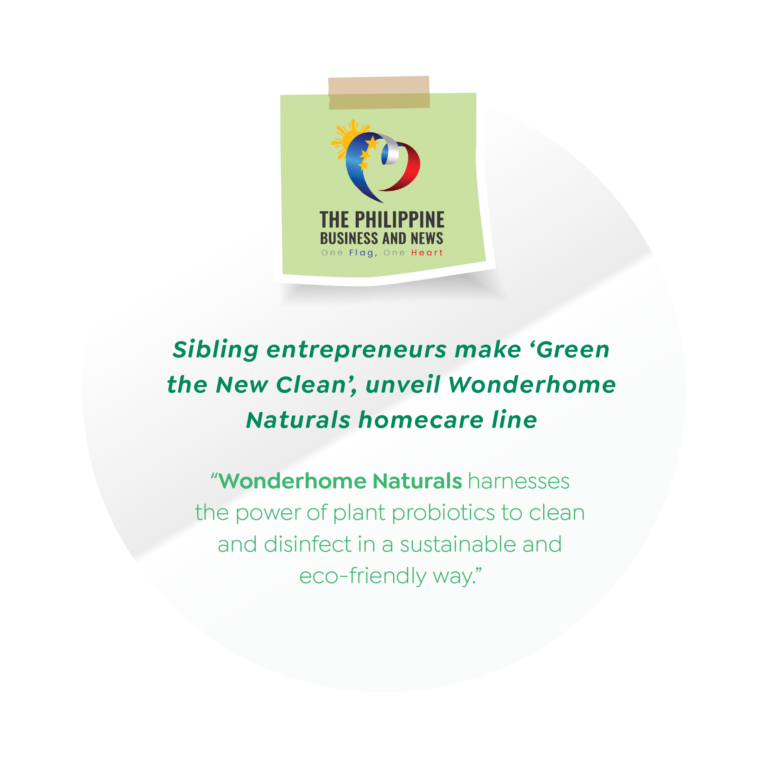 THE PHILIPPINE
BUSINESS AND NEWS
One Flag, One Heart
Sibling entrepreneurs make ‘Green
the New Clean’, unveil Wonderhome
Naturals homecare line
“Wonderhome Naturals harnesses
the power of plant probiotics to clean
and disinfect in a sustainable and
eco-friendly way.”